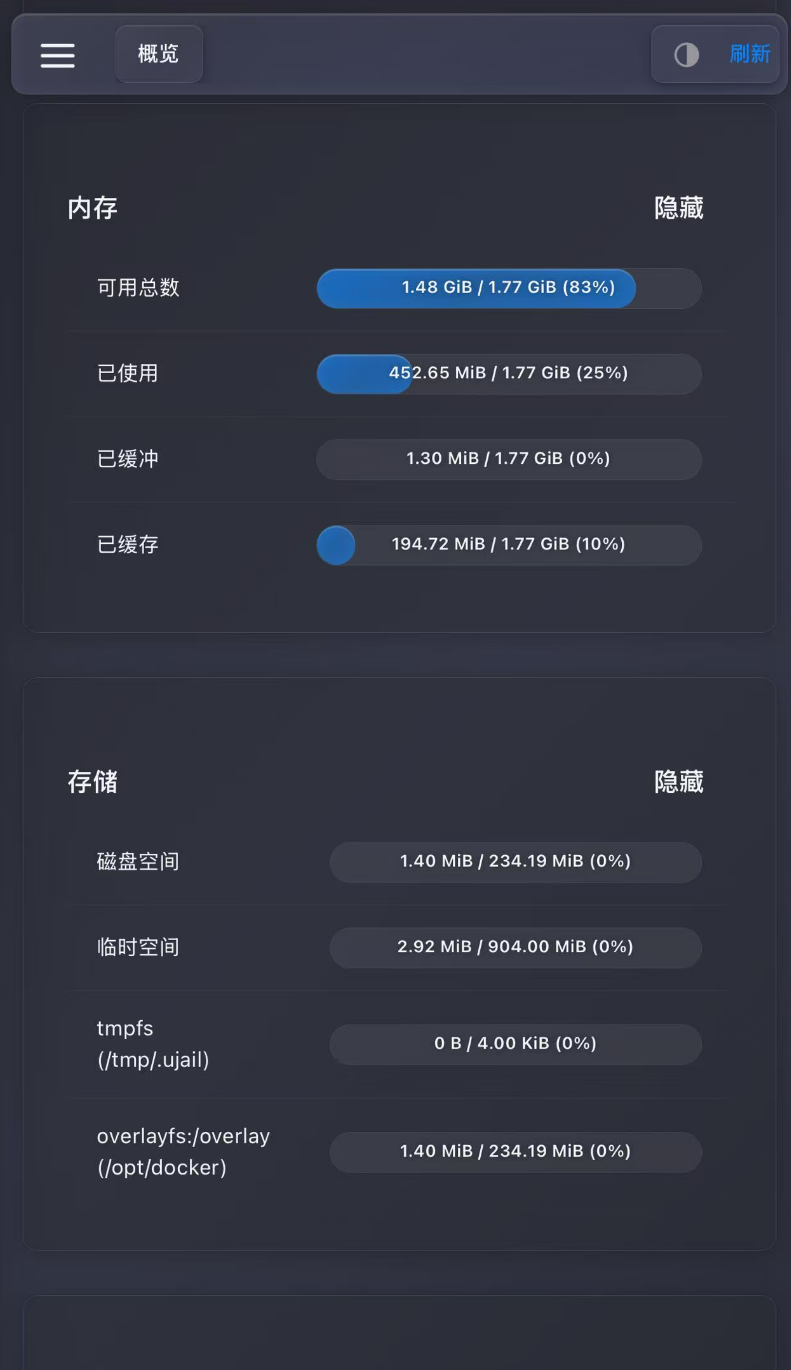 概览
刷新
内存
隐藏
可用总数
1.48 GiB / 1.77 GiB (83%)
已使用
452.65 MiB / 1.77 GiB (25%)
已缓冲
1.30 MiB / 1.77 GiB (0%)
已缓存
194.72 MiB / 1.77 GiB (10%)
存储
隐藏
磁盘空间
1.40 MiB / 234.19 MiB (0%)
临时空间
2.92 MiB / 904.00 MiB (0%)
tmpfs
(/tmp/.ujail)
0 B / 4.00 KiB (0%)
overlayfs:/overlay
(/opt/docker)
1.40 MiB / 234.19 MiB (0%)